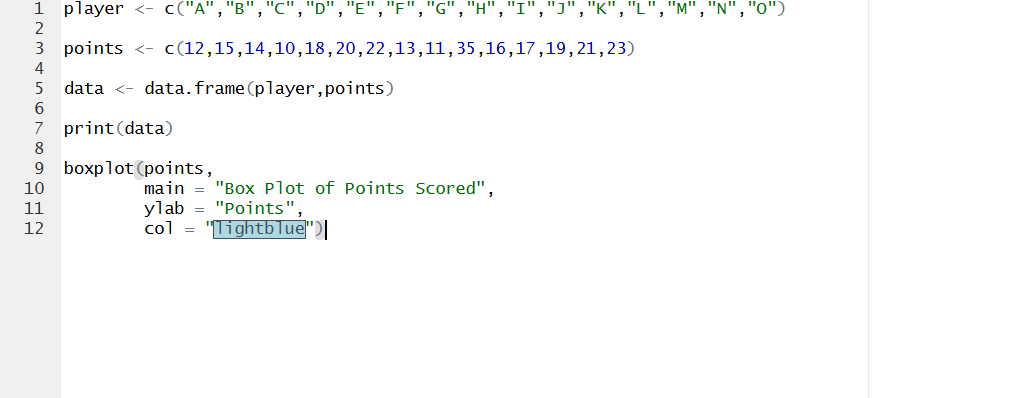 1 player <- c("A","B","C","D","E","F","G","H","I","J","K","L","M","N","O")
2
3 points <- c(12,15,14,10,18,20,22,13,11,35,16,17,19,21,23)
4
5 data <- data.frame(player,points)
6
7 print(data)
8
9 boxplot(points,
10         main = "Box Plot of Points Scored",
11         ylab = "Points",
12         col = "lightblue")